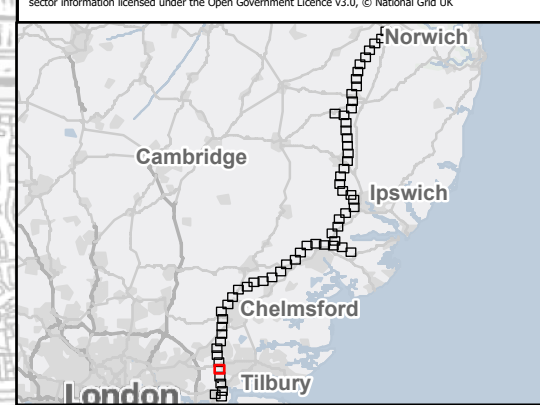 sector information licensed under the Open Government Licence v3.0, © National Grid UK
Norwich
Cambridge
Ipswich
Chelmsford
Tilbury
London